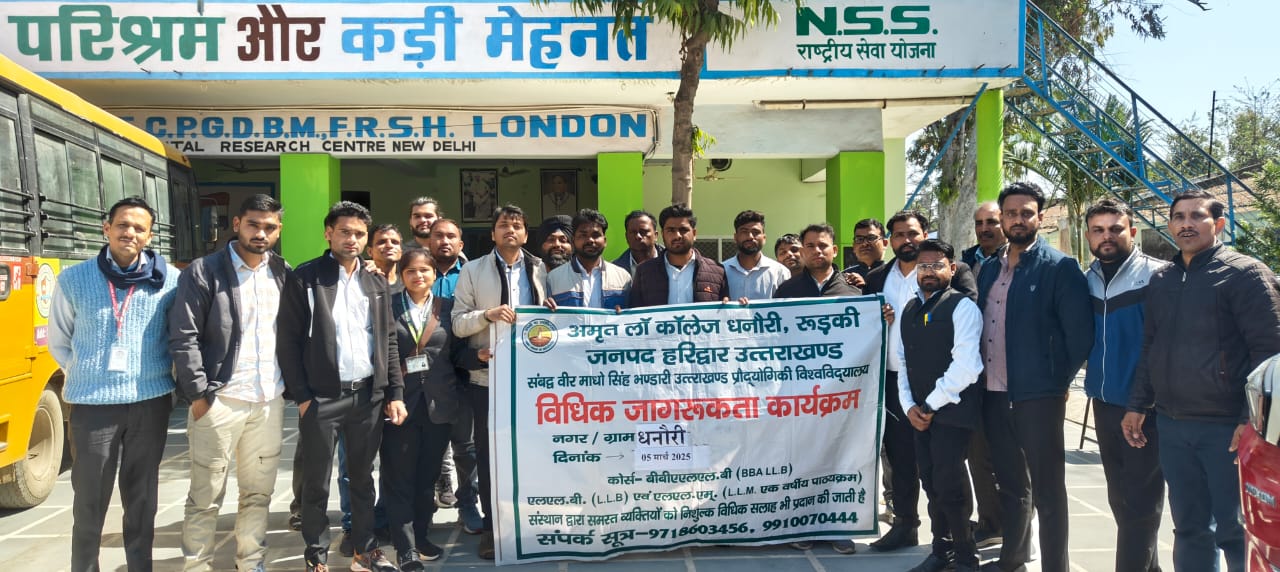 परिश्रम और कड़ी मेहनत
N.S.S.
राष्ट्रीय सेवा योजना
C.P.G.D.B.M.,F.R.S.H. LONDON
RESEARCH CENTRE NEW DELHI
अमृत लॉ कॉलेज धनौरी, रूड़की
जनपद हरिद्वार उत्तराखण्ड
संबद्व वीर माधो सिंह भण्डारी उत्तराखण्ड प्रौद्योगिकी विश्वविद्यालय
विधिक जागरूकता कार्यक्रम
नगर / ग्राम धनौरी
दिनांक → 05 मार्च 2025
कोर्स- बीबीएएलएल.बी (BBA LL.B)
एलएल.बी. (L.L.B) एवं एलएल.एम. (L.L.M. एक वर्षीय पाठ्यक्रम)
संस्थान द्वारा समस्त व्यक्तियों को निशुल्क विधिक सलाह भी प्रदान की जाती है
संपर्क सूत्र-9718603456, 9910070444